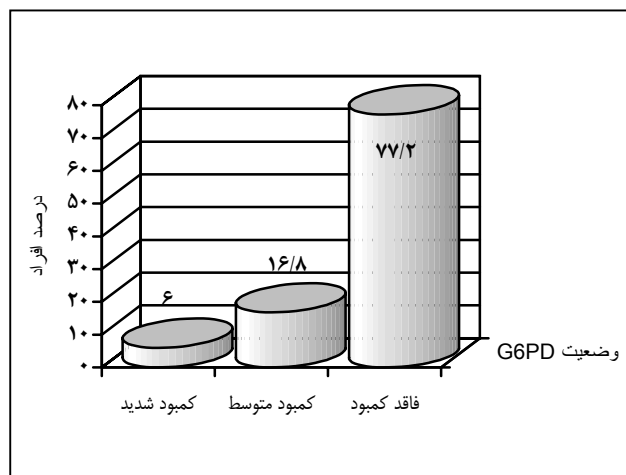 درصد افراد
۸۰
۷۰
۶۰
۵۰
۴۰
۳۰
۲۰
۱۰
۰
۶
۱۶/۸
۷۷/۲
کمبود شدید
کمبود متوسط
فاقد کمبود
وضعیت G6PD